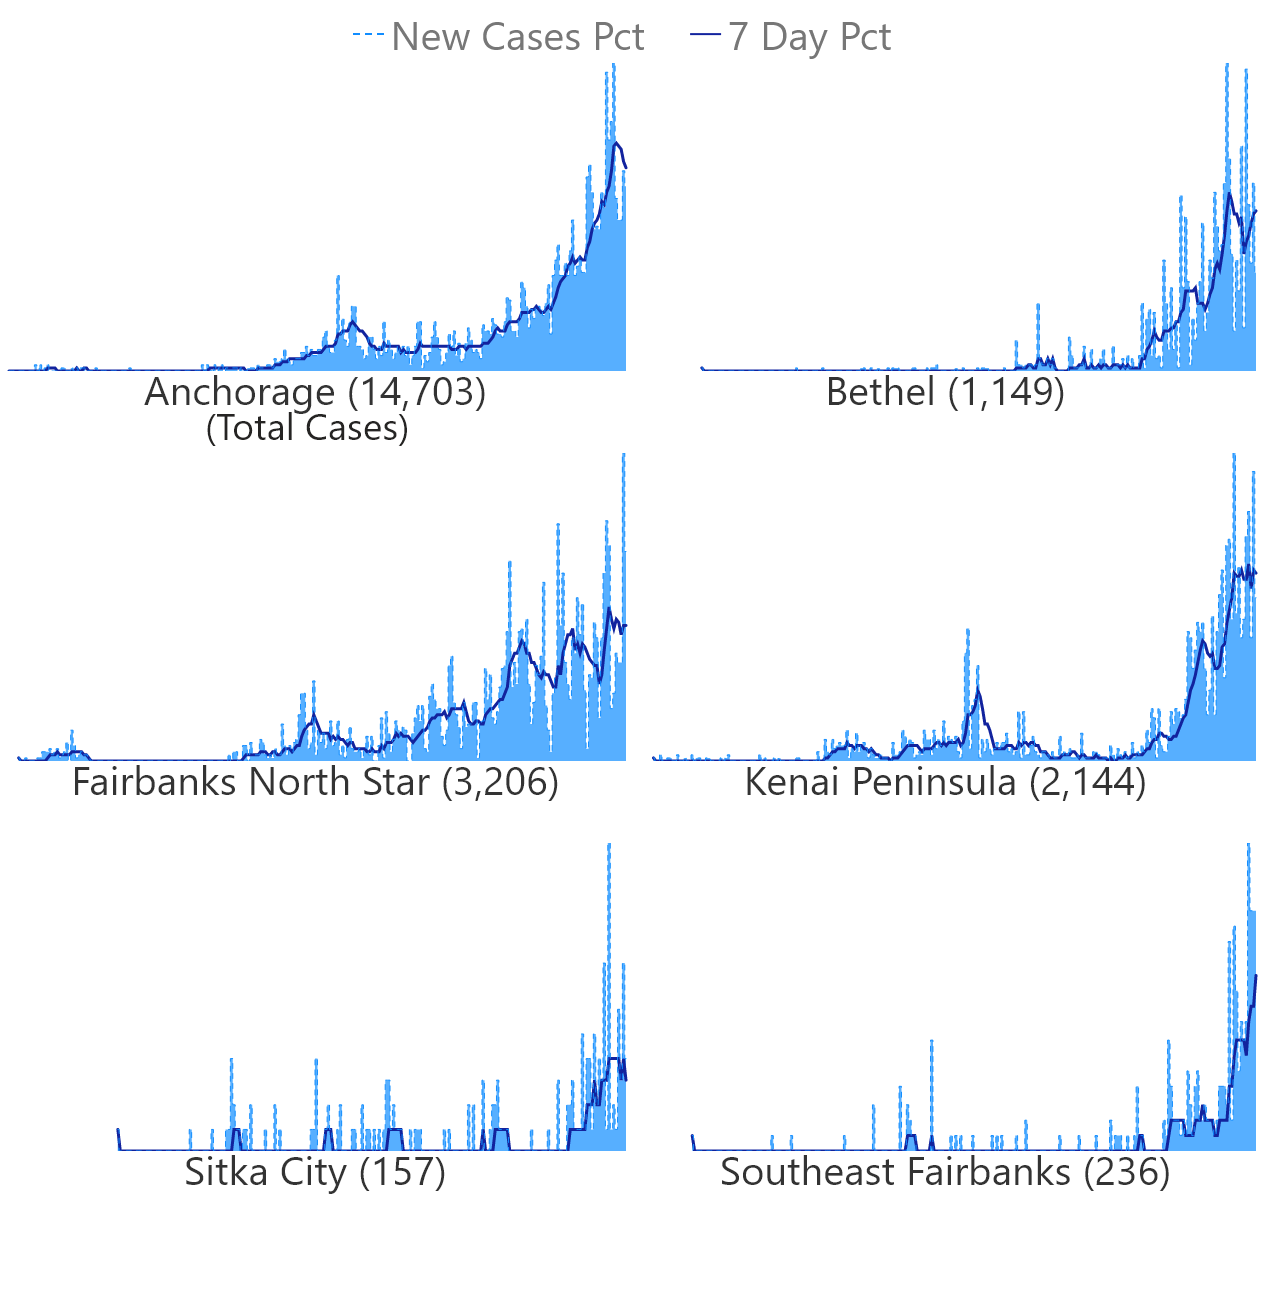 New Cases Pct 7 Day Pct
Anchorage (14,703)
(Total Cases)
Bethel (1,149)
Fairbanks North Star (3,206)
Kenai Peninsula (2,144)
Sitka City (157)
Southeast Fairbanks (236)